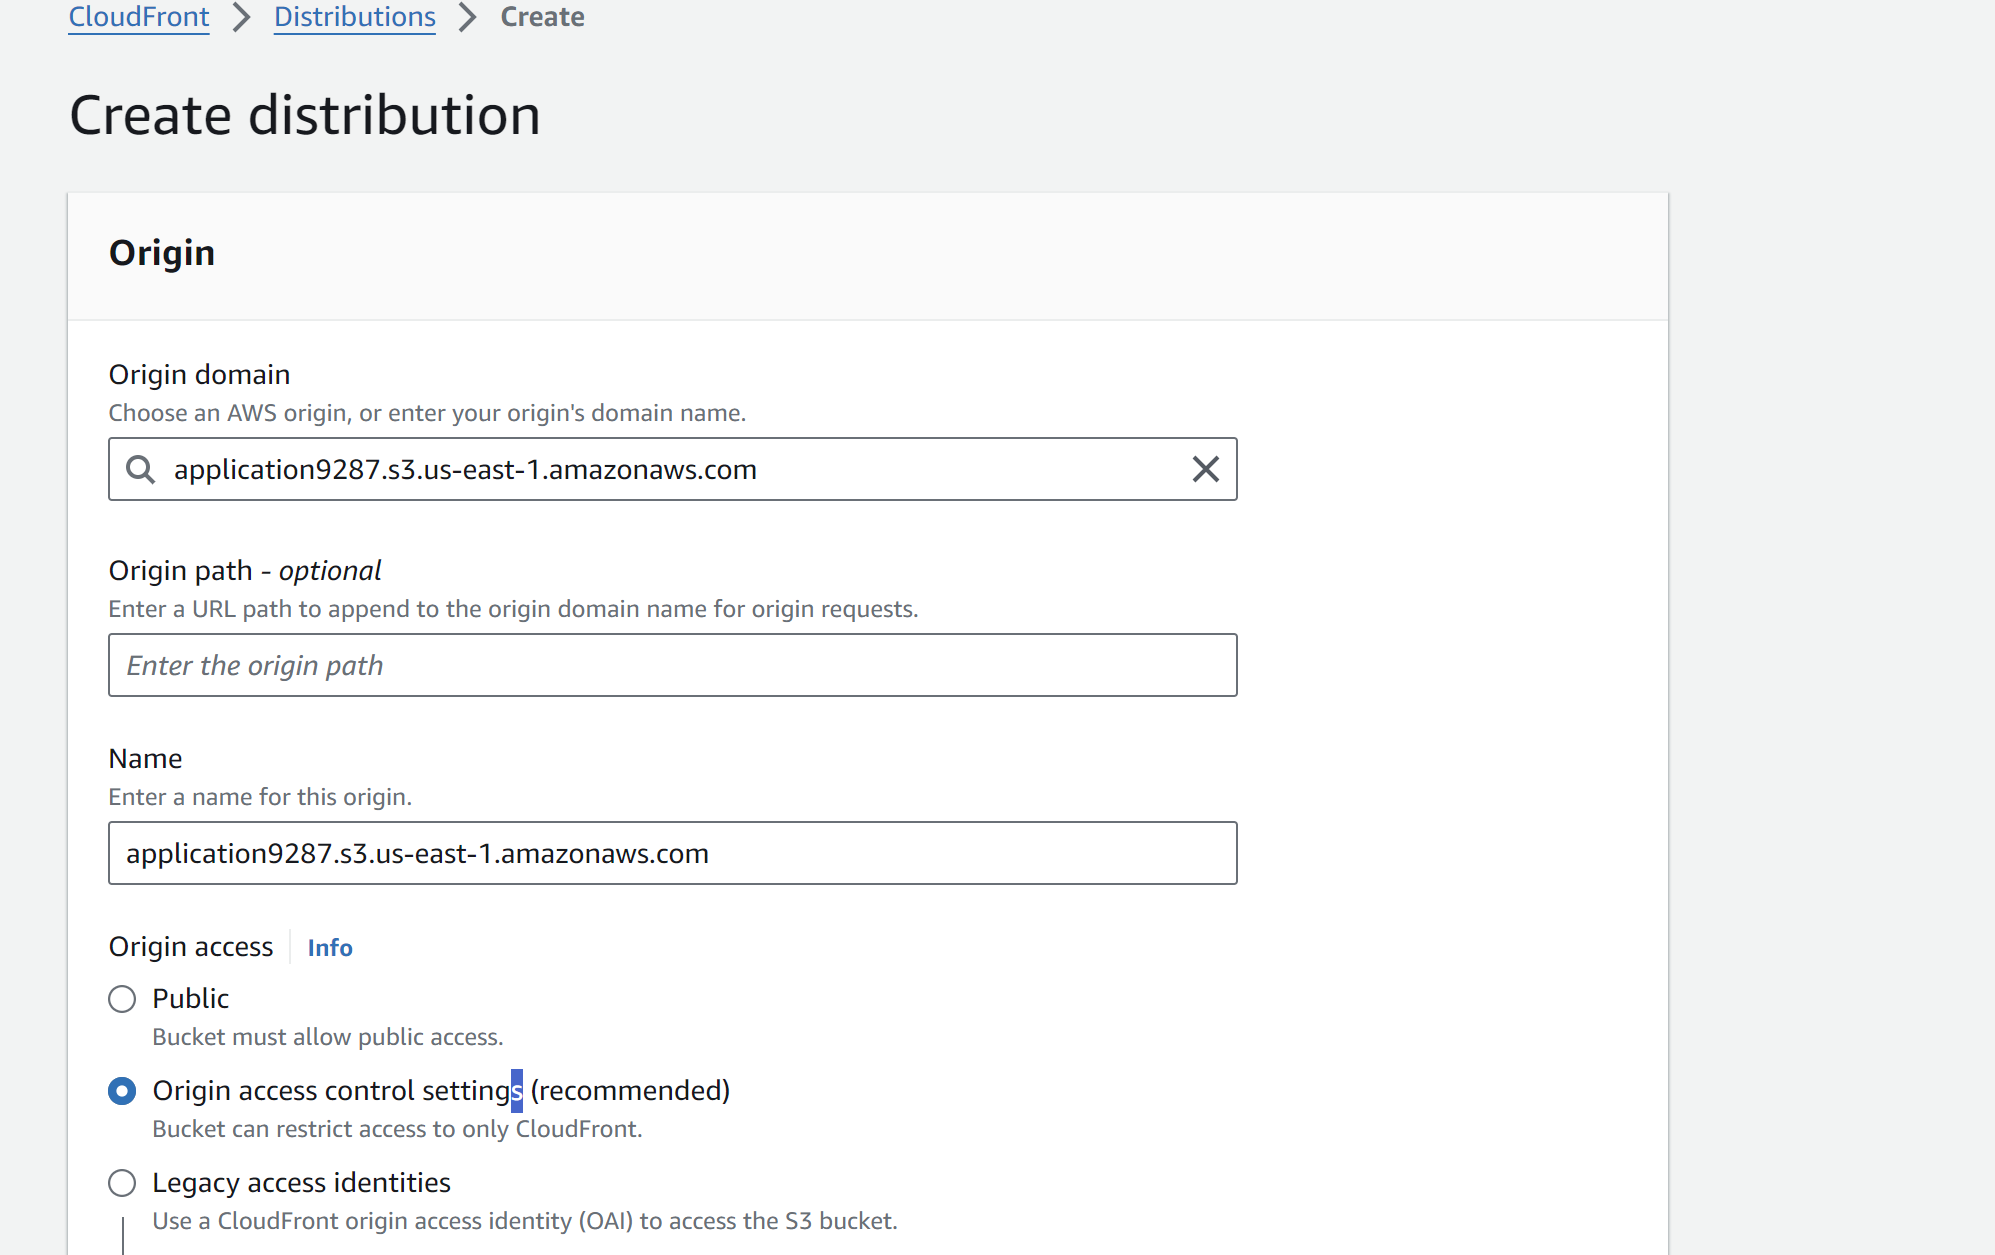 CloudFront > Distributions > Create
Create distribution
Origin
Origin domain
Choose an AWS origin, or enter your origin's domain name.
application9287.s3.us-east-1.amazonaws.com
Origin path - optional
Enter a URL path to append to the origin domain name for origin requests.
Enter the origin path
Name
Enter a name for this origin.
application9287.s3.us-east-1.amazonaws.com
Origin access Info
Public
Bucket must allow public access.
Origin access control settings (recommended)
Bucket can restrict access to only CloudFront.
Legacy access identities
Use a CloudFront origin access identity (OAI) to access the S3 bucket.